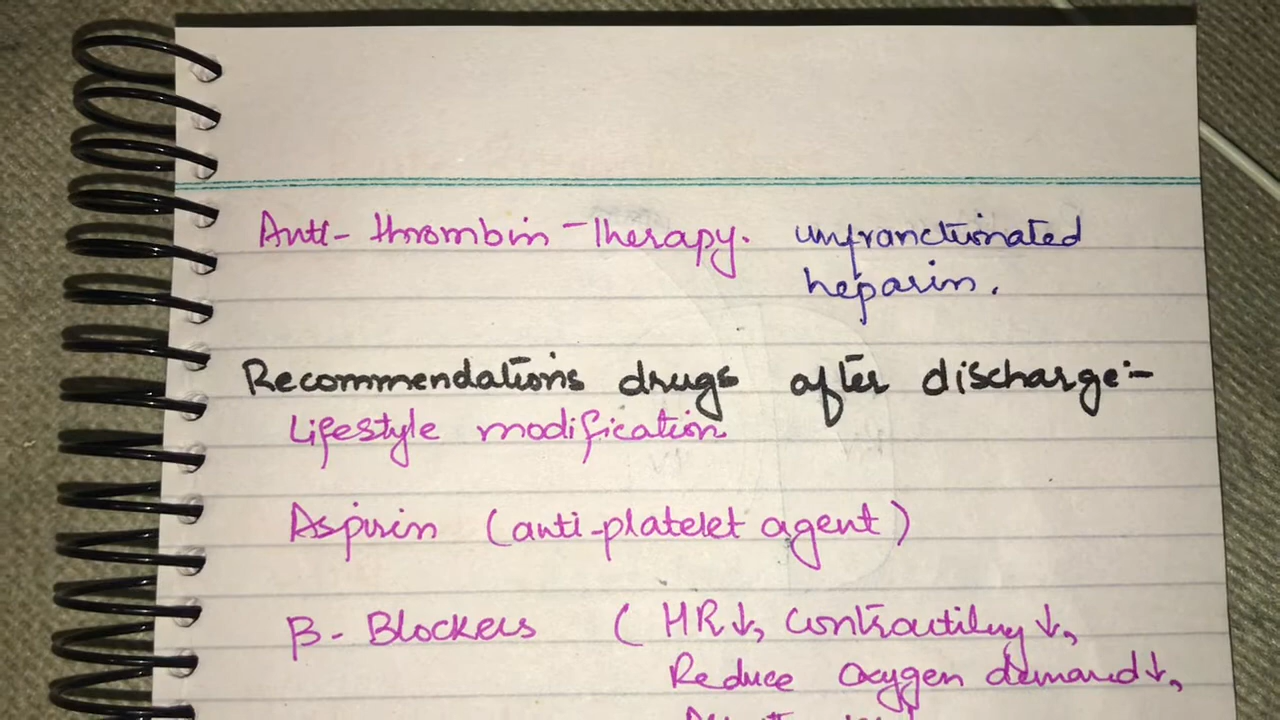 Anti- thrombin -Therapy. unfranctionated
heparin.
Recommendations drugs after discharge:-
Lifestyle modification
Aspirin (anti-platelet agent)
β- Blockers ( HR↓, Contractility ↓,
Reduce Oxygen demand↓,